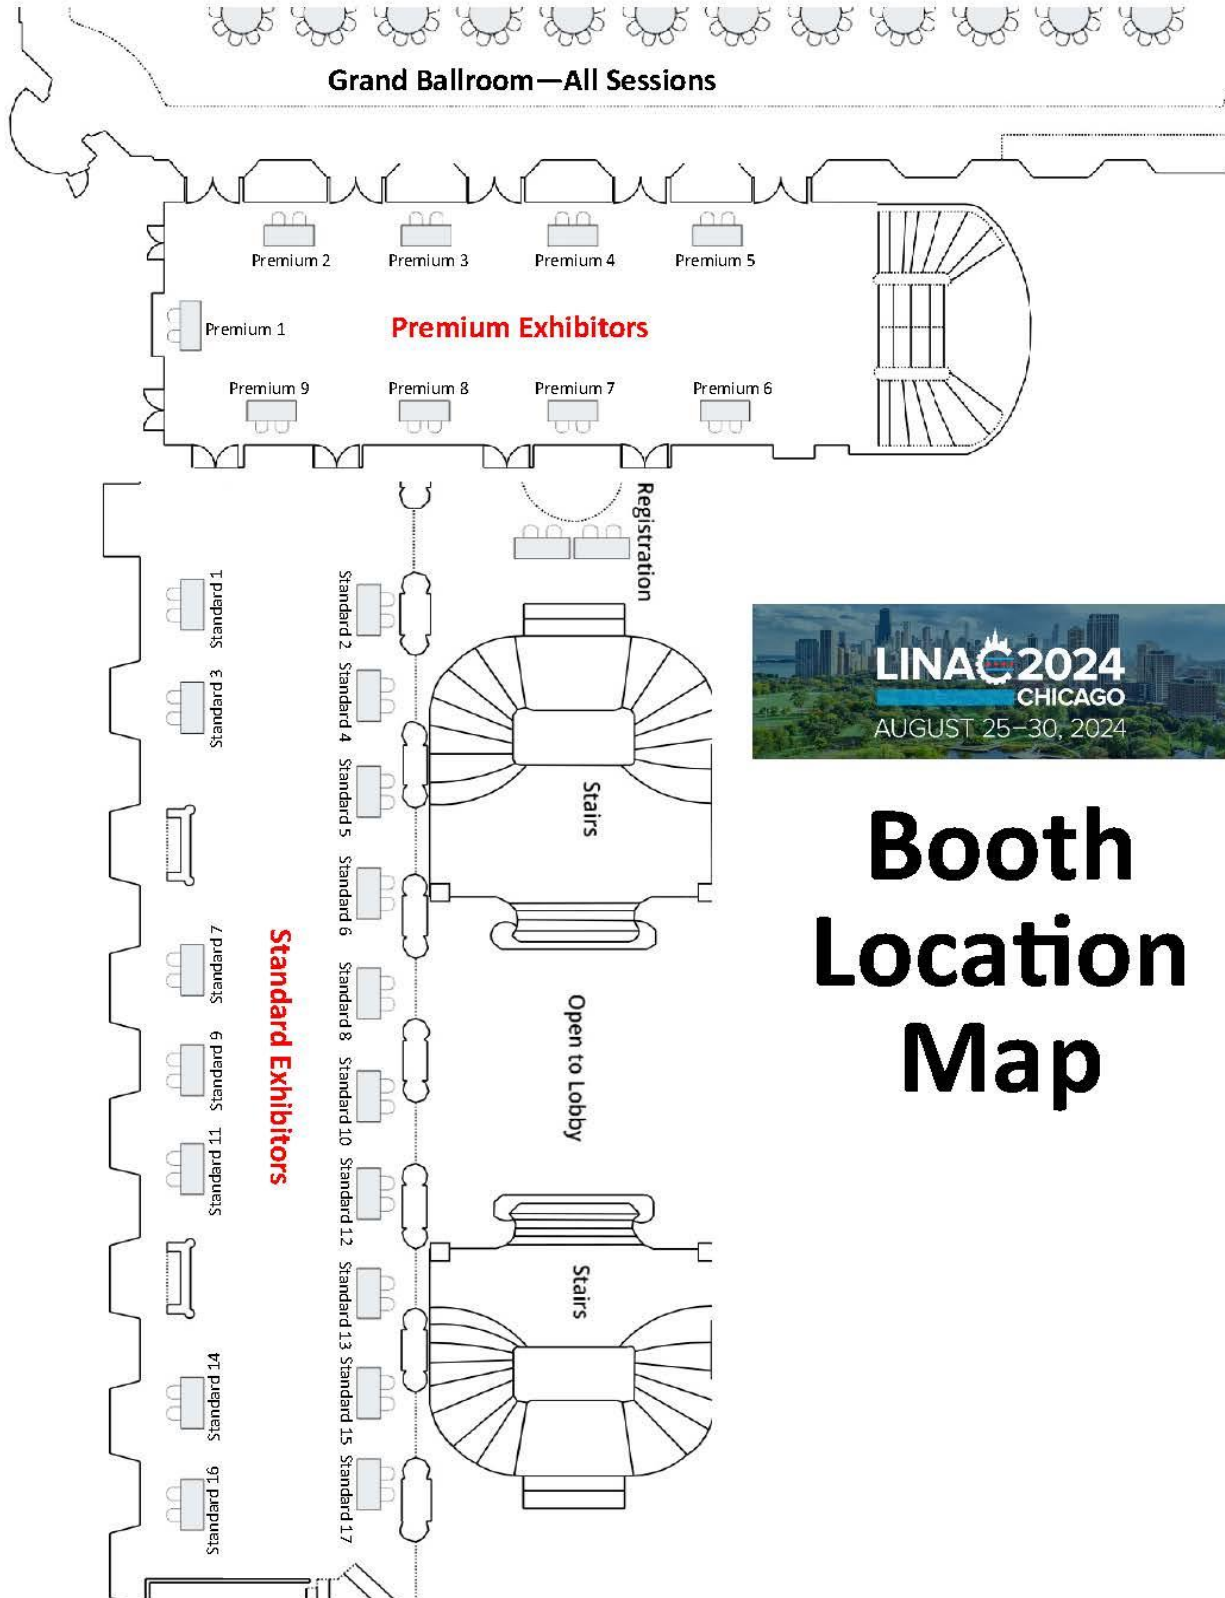 Grand Ballroom—All Sessions
Premium 2
Premium 3
Premium 4
Premium 5
Premium 1
Premium Exhibitors
Premium 9
Premium 8
Premium 7
Premium 6
Registration
Standard 1
Standard 2
Standard 3
Standard 4
Standard 5
Standard 6
Standard 7
Standard 8
Standard 9
Standard 10
Standard 11
Standard 12
Standard 13
Standard 14
Standard 15
Standard 16
Standard 17
Standard Exhibitors
Stairs
Open to Lobby
Stairs
LINAC2024
CHICAGO
AUGUST 25–30, 2024
Booth
Location
Map